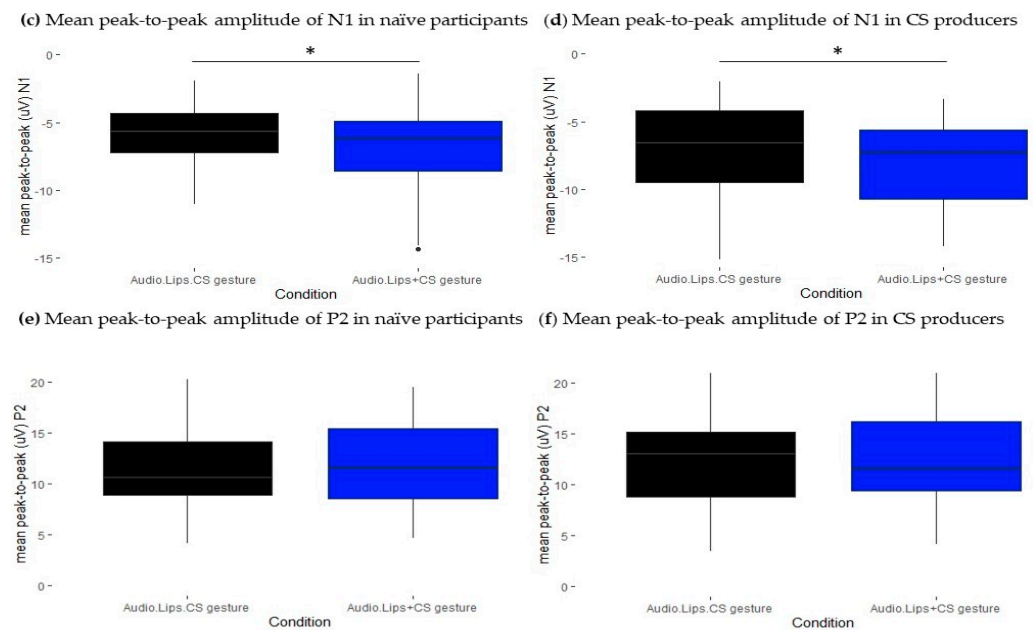 (c) Mean peak-to-peak amplitude of N1 in naïve participants
*
mean peak-to-peak (uV) N1
0
-5
-10
-15
Audio.Lips.CS gesture
Audio.Lips+CS gesture
Condition
(d) Mean peak-to-peak amplitude of N1 in CS producers
*
mean peak-to-peak (uV) N1
0
-5
-10
-15
Audio.Lips.CS gesture
Audio.Lips+CS gesture
Condition
(e) Mean peak-to-peak amplitude of P2 in naïve participants
mean peak-to-peak (uV) P2
20
15
10
5
0
Audio.Lips.CS gesture
Audio.Lips+CS gesture
Condition
(f) Mean peak-to-peak amplitude of P2 in CS producers
mean peak-to-peak (uV) P2
20
15
10
5
0
Audio.Lips.CS gesture
Audio.Lips+CS gesture
Condition